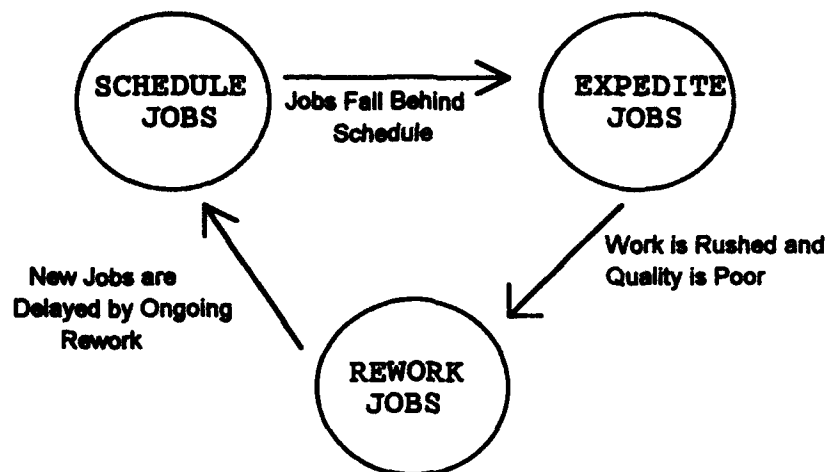 SCHEDULE
JOBS
Jobs Fall Behind
Schedule
EXPEDITE
JOBS
Work is Rushed and
Quality is Poor
REWORK
JOBS
New Jobs are
Delayed by Ongoing
Rework